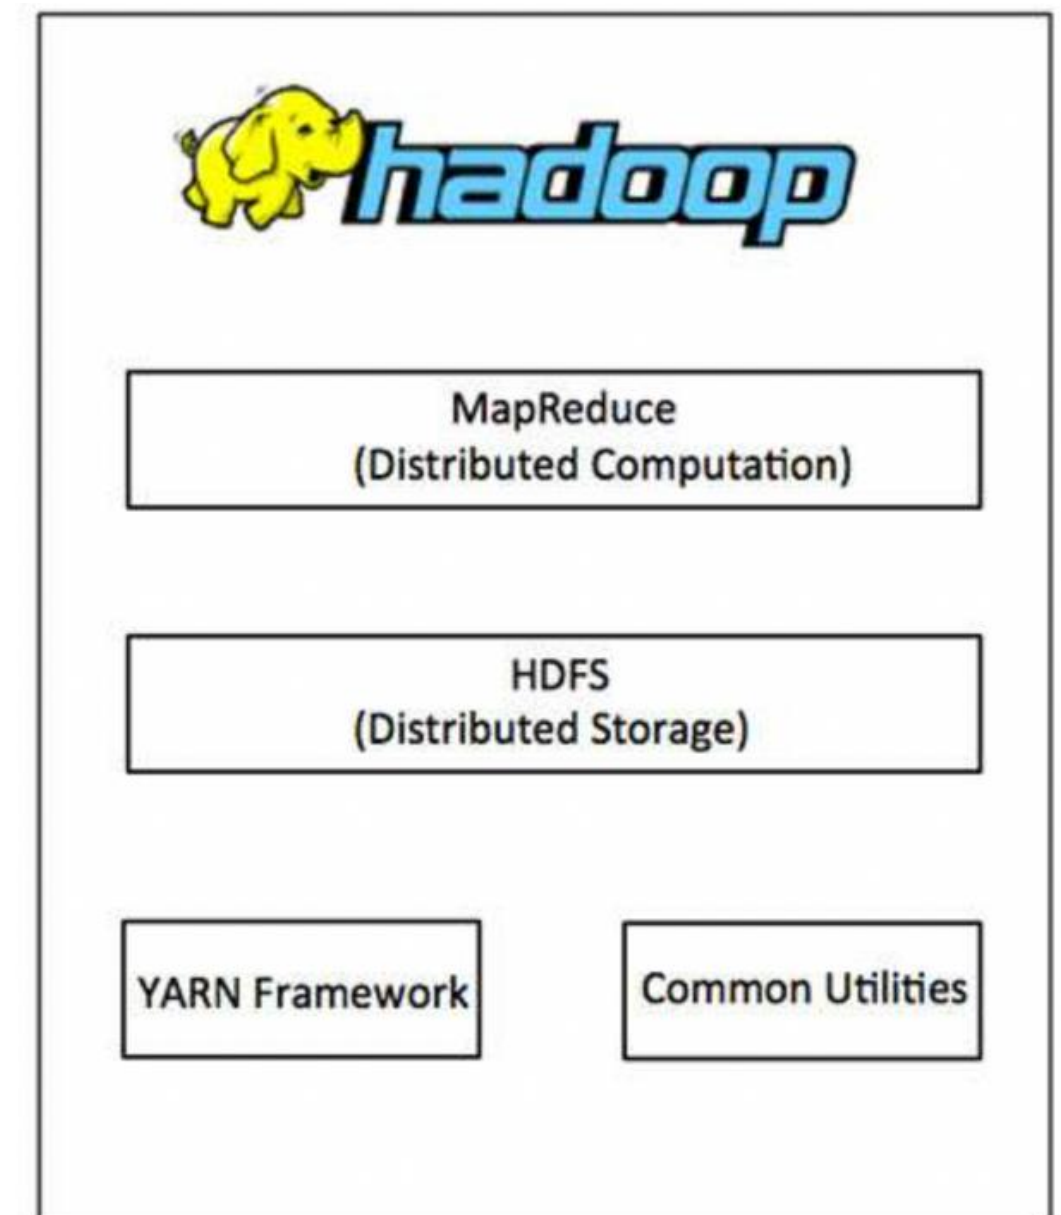 hadoop
MapReduce
(Distributed Computation)
HDFS
(Distributed Storage)
YARN Framework
Common Utilities